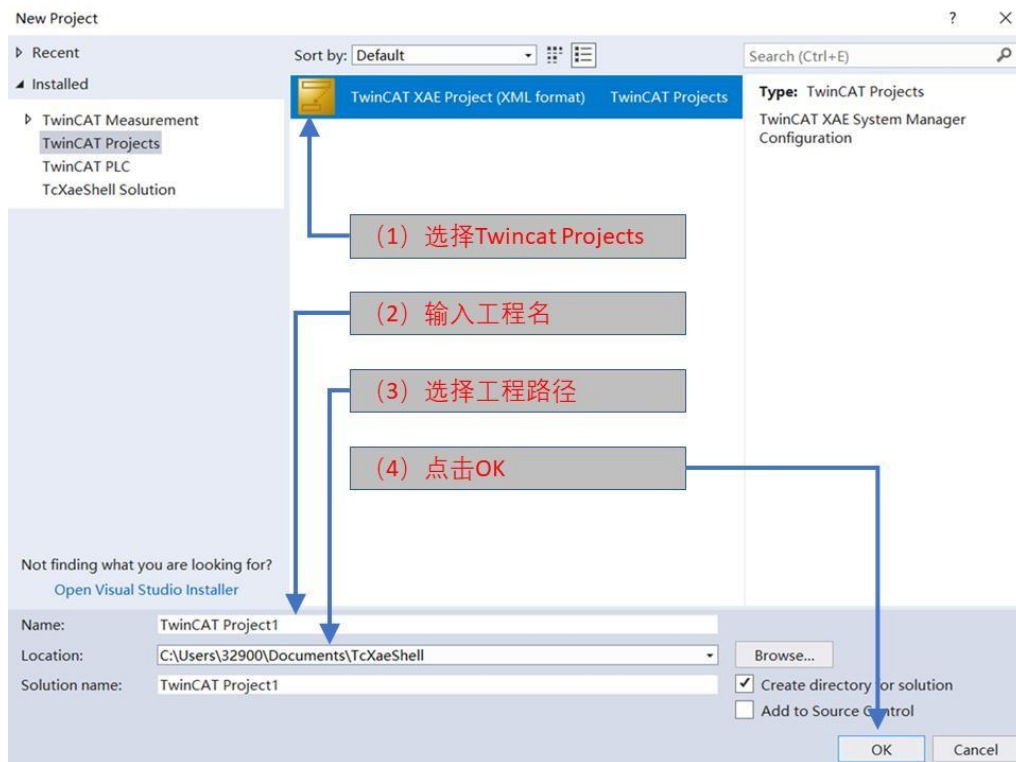 New Project
Recent
Installed
TwinCAT Measurement
TwinCAT Projects
TwinCAT PLC
TcXaeShell Solution
Not finding what you are looking for?
Open Visual Studio Installer
Sort by: Default
TwinCAT XAE Project (XML format) TwinCAT Projects
Search (Ctrl+E)
Type: TwinCAT Projects
TwinCAT XAE System Manager
Configuration
（1）选择Twincat Projects
（2）输入工程名
（3）选择工程路径
（4）点击OK
Name: TwinCAT Project1
Location: C:\Users\32900\Documents\TcXaeShell
Browse...
Solution name: TwinCAT Project1
Create directory for solution
Add to Source Control
OK Cancel